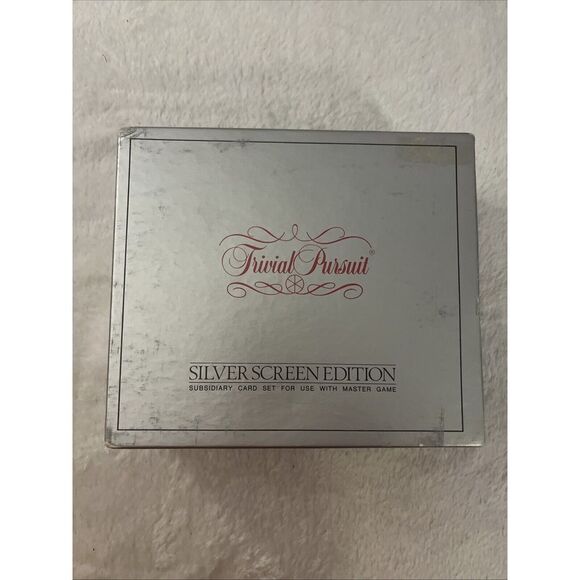 Trivial Pursuit®
SILVER SCREEN EDITION
SUBSIDIARY CARD SET FOR USE WITH MASTER GAME